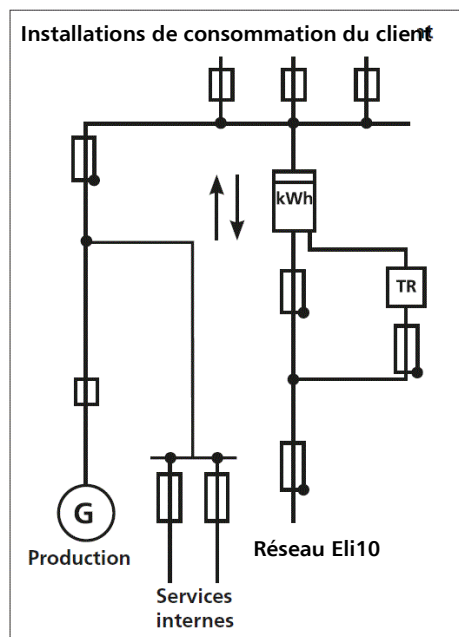 Installations de consommation du client
kWh
TR
G
Production
Réseau Eli10
Services
internes